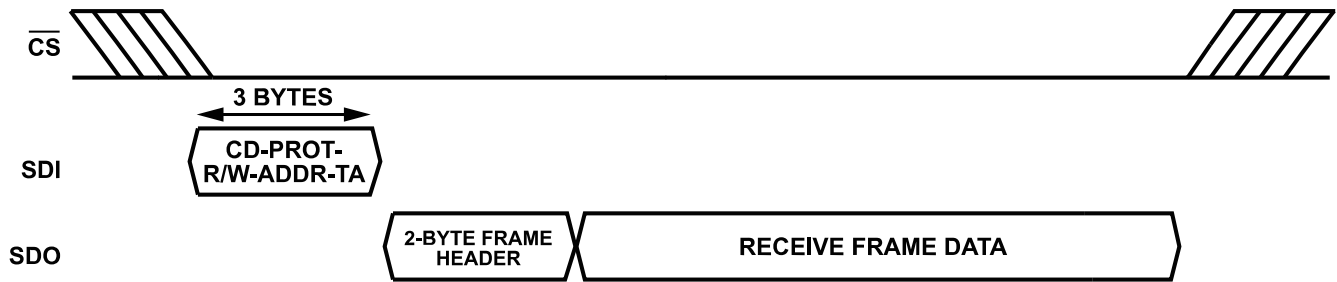 CS
3 BYTES
SDI
CD-PROT-
R/W-ADDR-TA
SDO
2-BYTE FRAME
HEADER
RECEIVE FRAME DATA